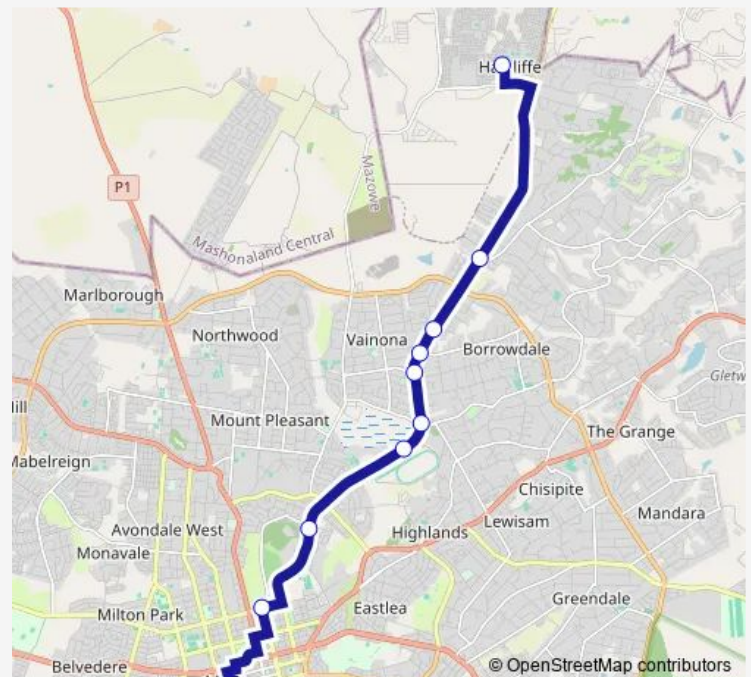 P1
Mazowe
Mashonaland Central
Marlborough
Northwood
Vainona
Borrowdale
Mount Pleasant
The Grange
Chisipite
Mandara
Highlands
Lewisam
Avondale West
Monavale
Milton Park
Eastlea
Greendale
Belvedere
© OpenStreetMap contributors